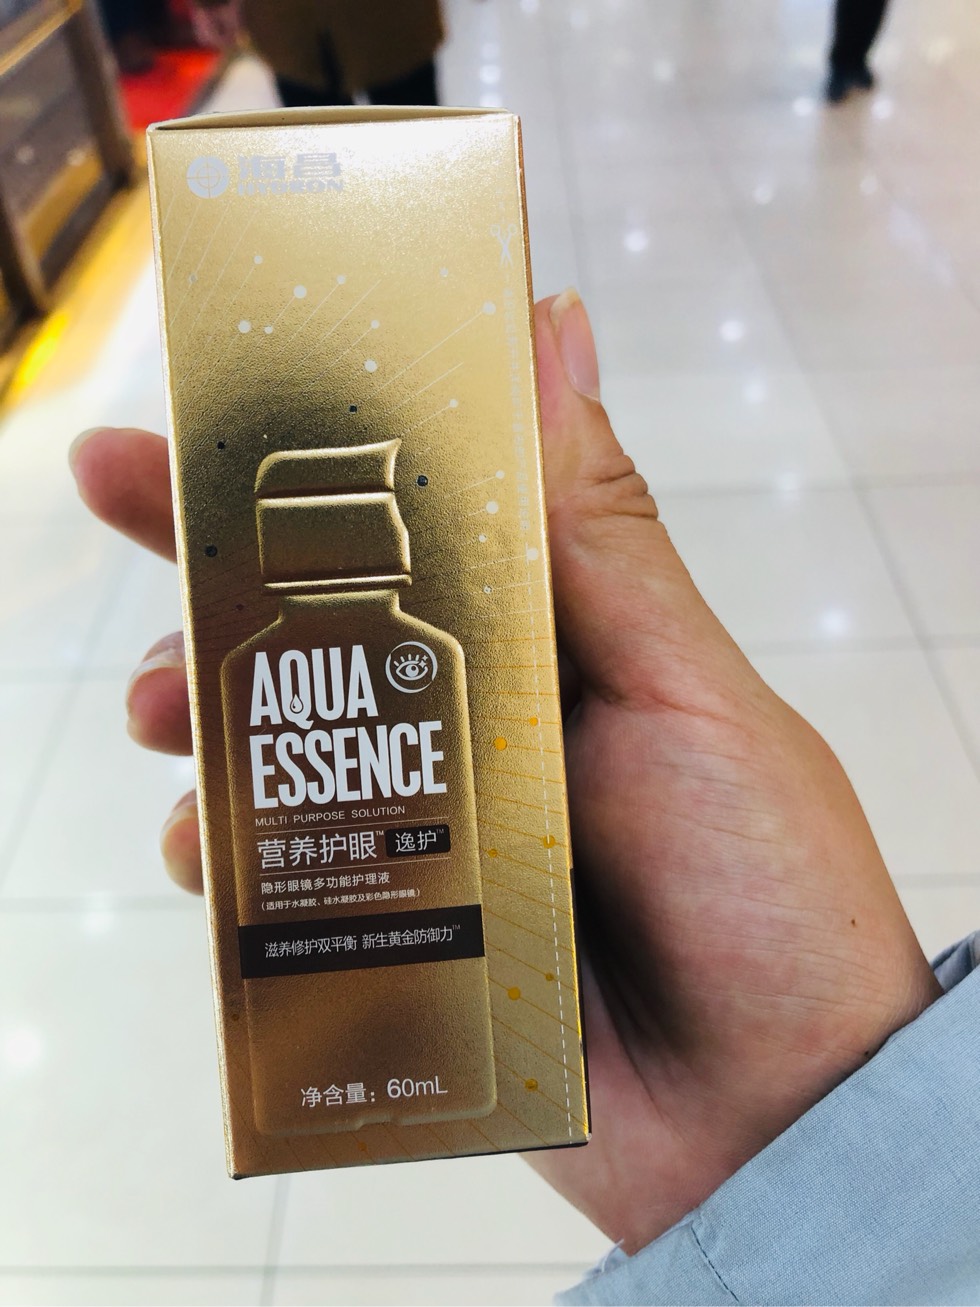 海昌
HYDRON
AQUA
ESSENCE
MULTI PURPOSE SOLUTION
营养护眼™ 逸护™
隐形眼镜多功能护理液
（适用于水凝胶、硅水凝胶及彩色隐形眼镜）
滋养修护双平衡 新生黄金防御力™
净含量：60mL